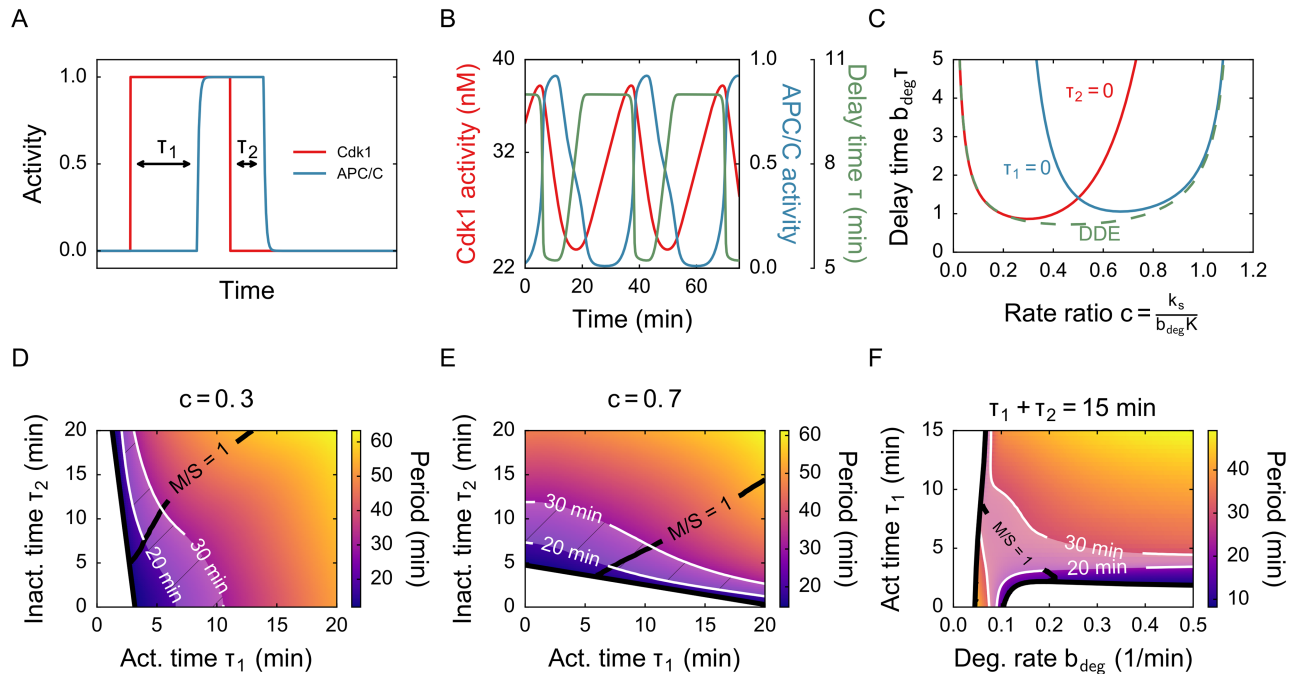 A
Activity
1.0
0.5
0.0
τ₁
τ₂
Cdk1
APC/C
Time
B
Cdk1 activity (nM)
40
32
22
1.0
0.5
0.0
APC/C activity
11
8
5
Delay time τ (min)
0
20
40
60
Time (min)
C
Delay time b_deg τ
5
4
3
2
1
0
τ₂ = 0
τ₁ = 0
DDE
0.0 0.2 0.4 0.6 0.8 1.0 1.2
Rate ratio c = k_s / b_deg K
D
c = 0.3
Inact. time τ₂ (min)
20
15
10
5
0
M/S = 1
20 min
30 min
0 5 10 15 20
Act. time τ₁ (min)
60
50
40
30
20
Period (min)
E
c = 0.7
Inact. time τ₂ (min)
20
15
10
5
0
30 min
20 min
M/S = 1
0 5 10 15 20
Act. time τ₁ (min)
60
50
40
30
20
Period (min)
F
τ₁ + τ₂ = 15 min
Act time τ₁ (min)
15
10
5
0
M/S = 1
30 min
20 min
0.0 0.1 0.2 0.3 0.4 0.5
Deg. rate b_deg (1/min)
40
30
20
10
Period (min)